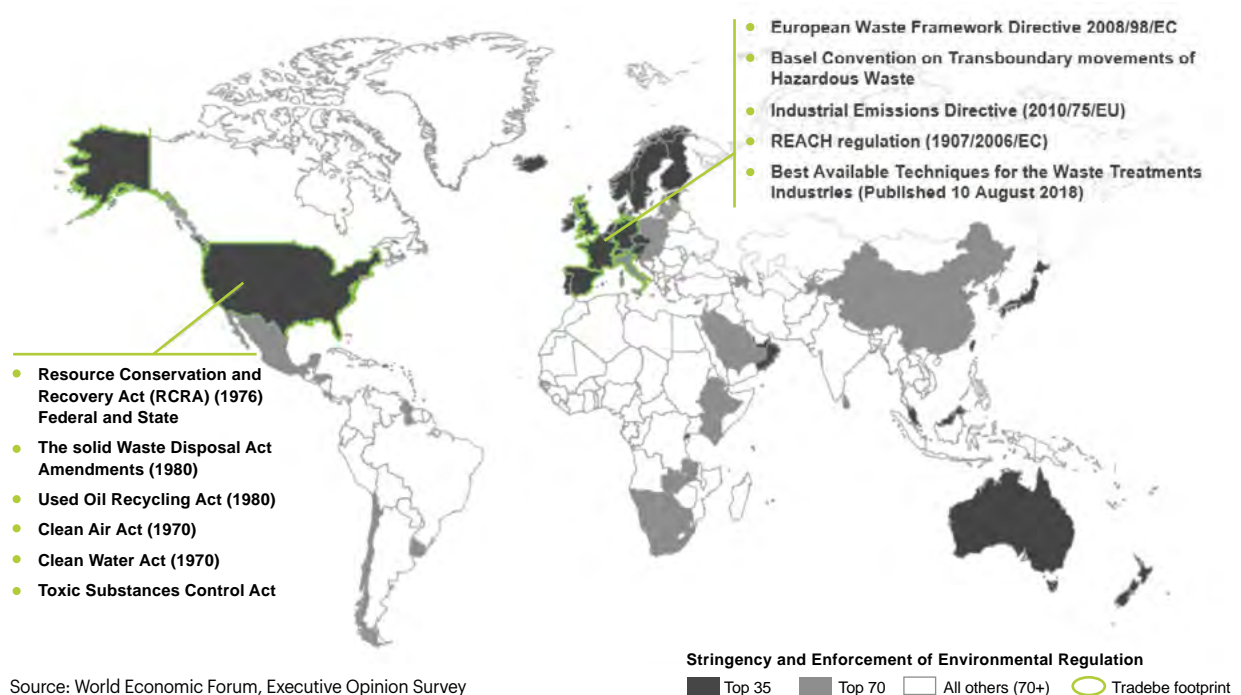 European Waste Framework Directive 2008/98/EC
Basel Convention on Transboundary movements of
Hazardous Waste
Industrial Emissions Directive (2010/75/EU)
REACH regulation (1907/2006/EC)
Best Available Techniques for the Waste Treatments
Industries (Published 10 August 2018)
Resource Conservation and
Recovery Act (RCRA) (1976)
Federal and State
The solid Waste Disposal Act
Amendments (1980)
Used Oil Recycling Act (1980)
Clean Air Act (1970)
Clean Water Act (1970)
Toxic Substances Control Act
Stringency and Enforcement of Environmental Regulation
Source: World Economic Forum, Executive Opinion Survey
Top 35 Top 70 All others (70+) Tradebe footprint